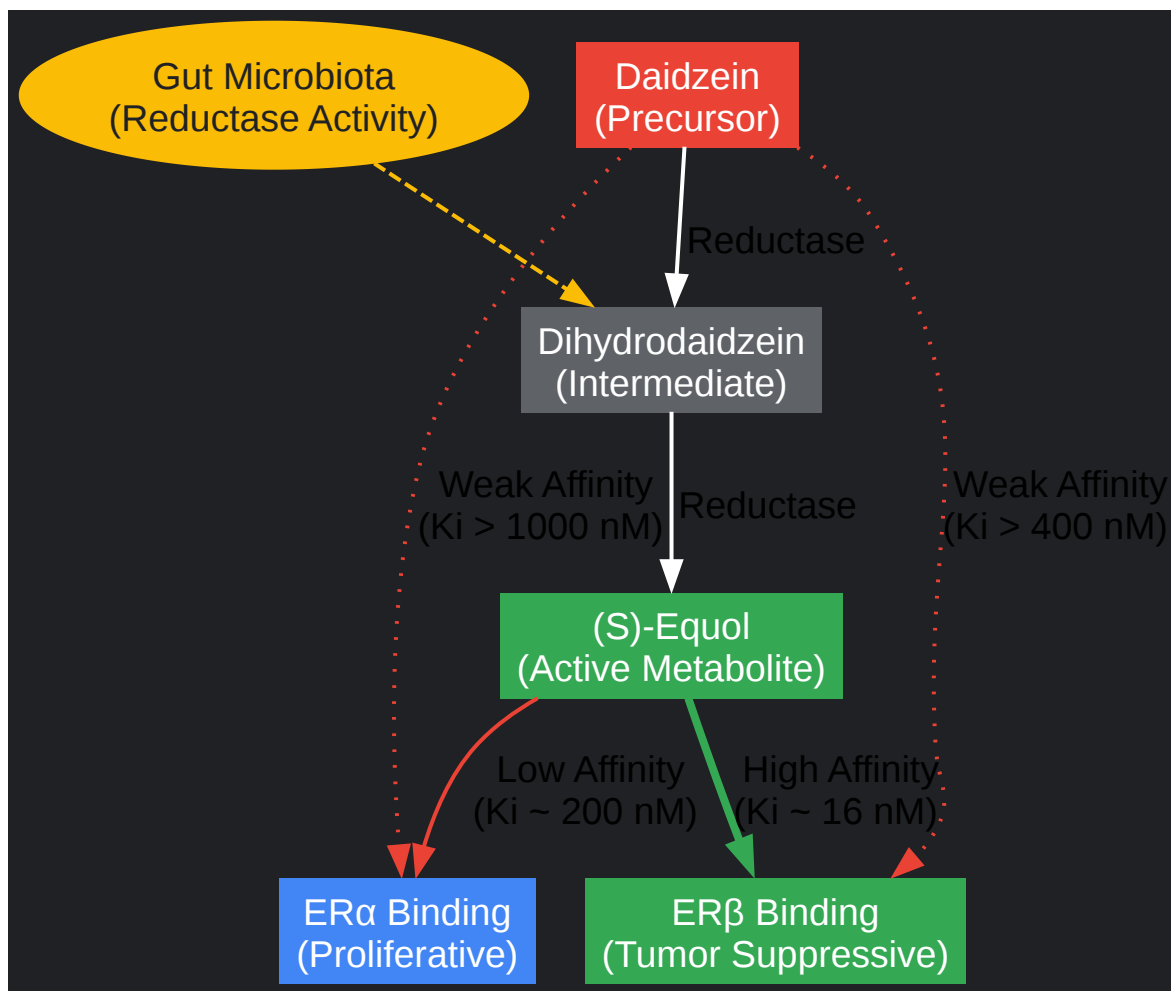 Gut Microbiota
(Reductase Activity)
Daidzein
(Precursor)
Reductase
Dihydrodaidzein
(Intermediate)
Weak Affinity
(Ki > 1000 nM)
Reductase
Weak Affinity
(Ki > 400 nM)
(S)-Equol
(Active Metabolite)
Low Affinity
(Ki ~ 200 nM)
High Affinity
(Ki ~ 16 nM)
ERα Binding
(Proliferative)
ERβ Binding
(Tumor Suppressive)